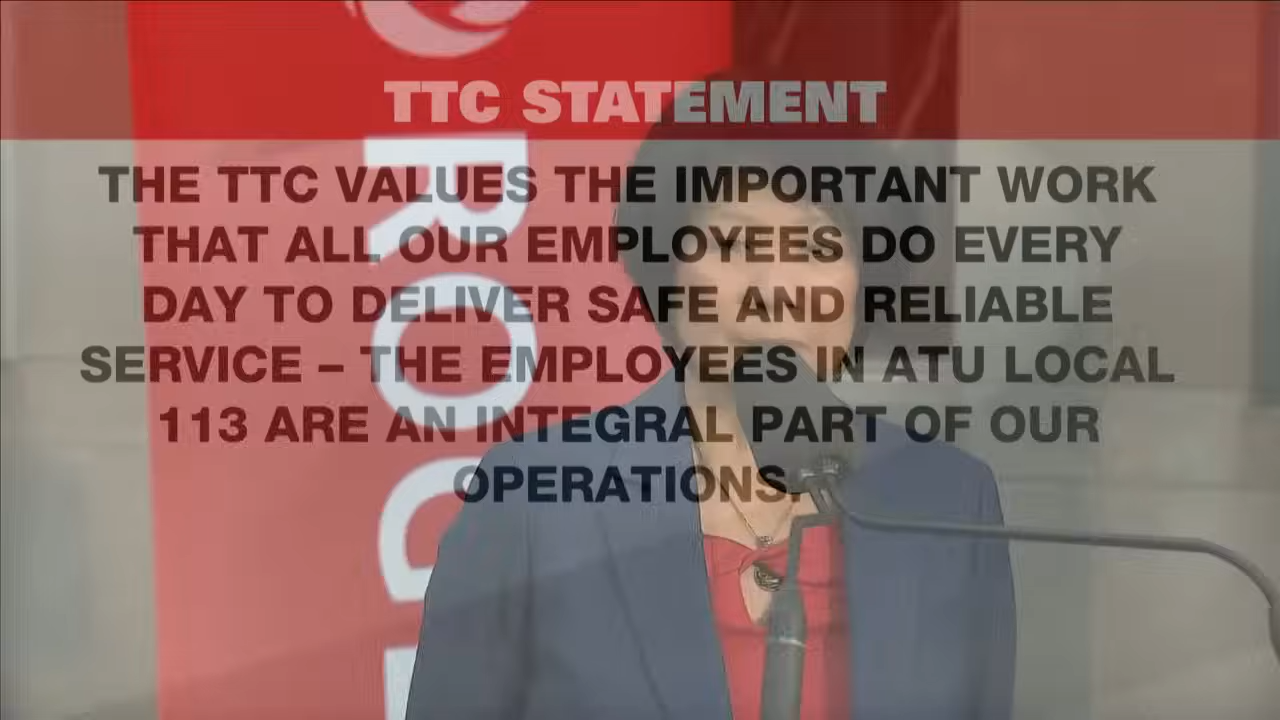 TTC STATEMENT
THE TTC VALUES THE IMPORTANT WORK
THAT ALL OUR EMPLOYEES DO EVERY
DAY TO DELIVER SAFE AND RELIABLE
SERVICE – THE EMPLOYEES IN ATU LOCAL
113 ARE AN INTEGRAL PART OF OUR
OPERATIONS.